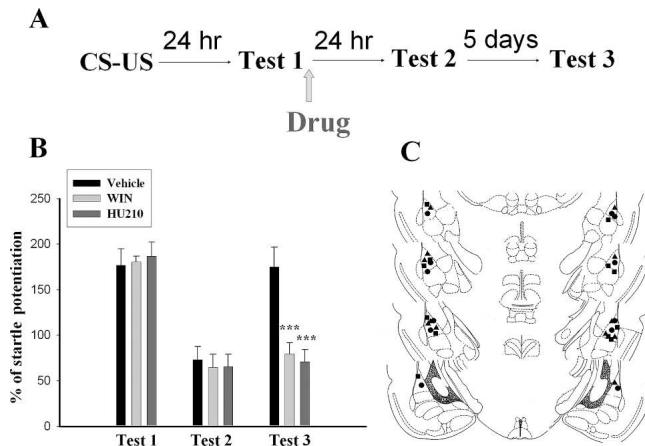 A
CS-US 24 hr Test 1 24 hr Test 2 5 days Test 3
Drug
B
Vehicle
WIN
HU210
% of startle potentiation
250
200
150
100
50
0
*** ***
Test 1 Test 2 Test 3
C